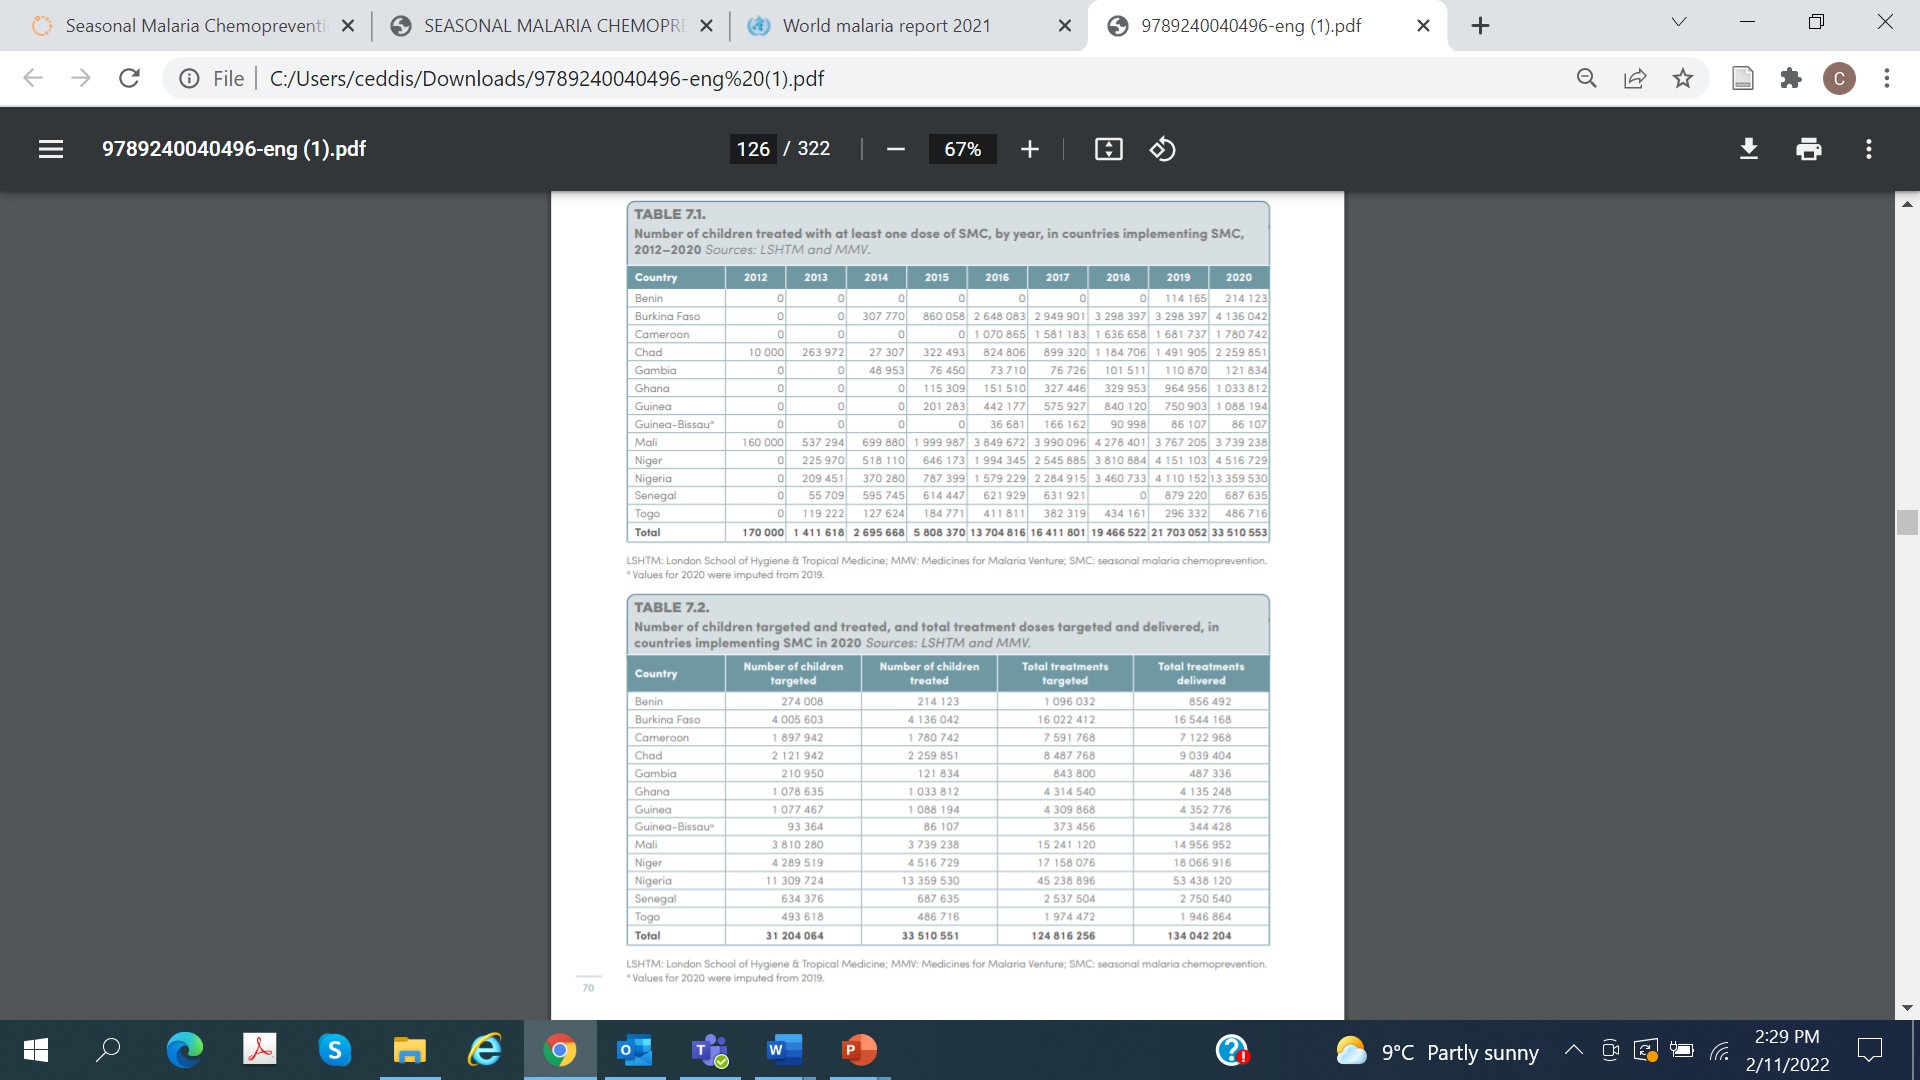 Seasonal Malaria Chemopreventi
SEASONAL MALARIA CHEMOPRE
World malaria report 2021
9789240040496-eng (1).pdf
File
C:/Users/ceddis/Downloads/9789240040496-eng%20(1).pdf
C
9789240040496-eng (1).pdf
126 / 322
67%
TABLE 7.1.
Number of children treated with at least one dose of SMC, by year, in countries implementing SMC,
2012–2020 Sources: LSHTM and MMV.
Country 2012 2013 2014 2015 2016 2017 2018 2019 2020
Benin 0 0 0 0 0 0 0 114 165 214 123
Burkina Faso 0 0 307 770 860 058 2 648 083 2 949 901 3 298 397 3 298 397 4 136 042
Cameroon 0 0 0 0 1 070 865 1 581 183 1 636 658 1 681 737 1 780 742
Chad 10 000 263 972 27 307 322 493 824 806 899 320 1 184 706 1 491 905 2 259 851
Gambia 0 0 48 953 76 450 73 710 76 726 101 511 110 870 121 834
Ghana 0 0 0 115 309 151 510 327 446 329 953 964 956 1 033 812
Guinea 0 0 0 201 283 442 177 575 927 840 120 750 903 1 088 194
Guinea-Bissauª 0 0 0 0 36 681 166 162 90 998 86 107 86 107
Mali 160 000 537 294 699 880 1 999 987 3 849 672 3 990 096 4 278 401 3 767 205 3 739 238
Niger 0 225 970 518 110 646 173 1 994 345 2 545 885 3 810 884 4 151 103 4 516 729
Nigeria 0 209 451 370 280 787 399 1 579 229 2 284 915 3 460 733 4 110 152 13 359 530
Senegal 0 55 709 595 745 614 447 621 929 631 921 0 879 220 687 635
Togo 0 119 222 127 624 184 771 411 811 382 319 434 161 296 332 486 716
Total 170 000 1 411 618 2 695 668 5 808 370 13 704 816 16 411 801 19 466 522 21 703 052 33 510 553
LSHTM: London School of Hygiene & Tropical Medicine; MMV: Medicines for Malaria Venture; SMC: seasonal malaria chemoprevention.
ª Values for 2020 were imputed from 2019.
TABLE 7.2.
Number of children targeted and treated, and total treatment doses targeted and delivered, in
countries implementing SMC in 2020 Sources: LSHTM and MMV.
Country Number of children targeted Number of children treated Total treatments targeted Total treatments delivered
Benin 274 008 214 123 1 096 032 856 492
Burkina Faso 4 005 603 4 136 042 16 022 412 16 544 168
Cameroon 1 897 942 1 780 742 7 591 768 7 122 968
Chad 2 121 942 2 259 851 8 487 768 9 039 404
Gambia 210 950 121 834 843 800 487 336
Ghana 1 078 635 1 033 812 4 314 540 4 135 248
Guinea 1 077 467 1 088 194 4 309 868 4 352 776
Guinea-Bissauª 93 364 86 107 373 456 344 428
Mali 3 810 280 3 739 238 15 241 120 14 956 952
Niger 4 289 519 4 516 729 17 158 076 18 066 916
Nigeria 11 309 724 13 359 530 45 238 896 53 438 120
Senegal 634 376 687 635 2 537 504 2 750 540
Togo 493 618 486 716 1 974 472 1 946 864
Total 31 204 064 33 510 551 124 816 256 134 042 204
LSHTM: London School of Hygiene & Tropical Medicine; MMV: Medicines for Malaria Venture; SMC: seasonal malaria chemoprevention.
ª Values for 2020 were imputed from 2019.
70
9°C Partly sunny
2:29 PM
2/11/2022